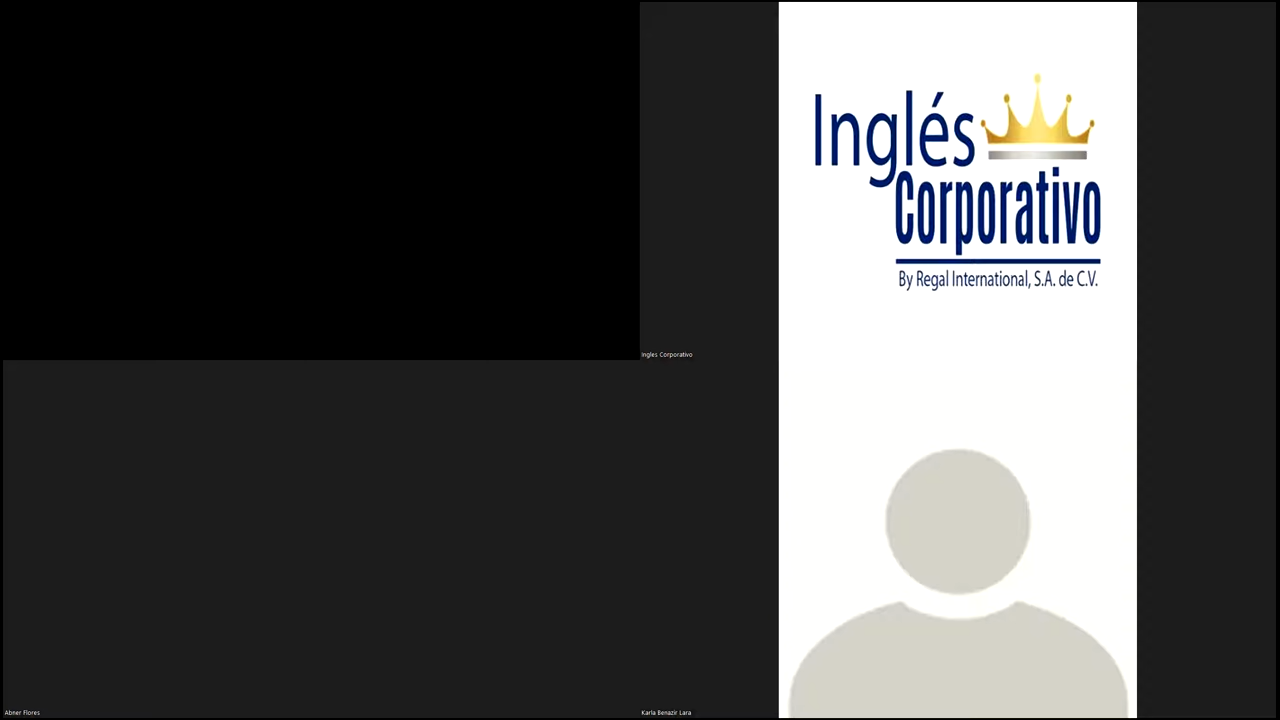 Inglés
Corporativo
By Regal International, S.A. de C.V.
Ingles Corporativo
Abner Flores
Karla Benazir Lara